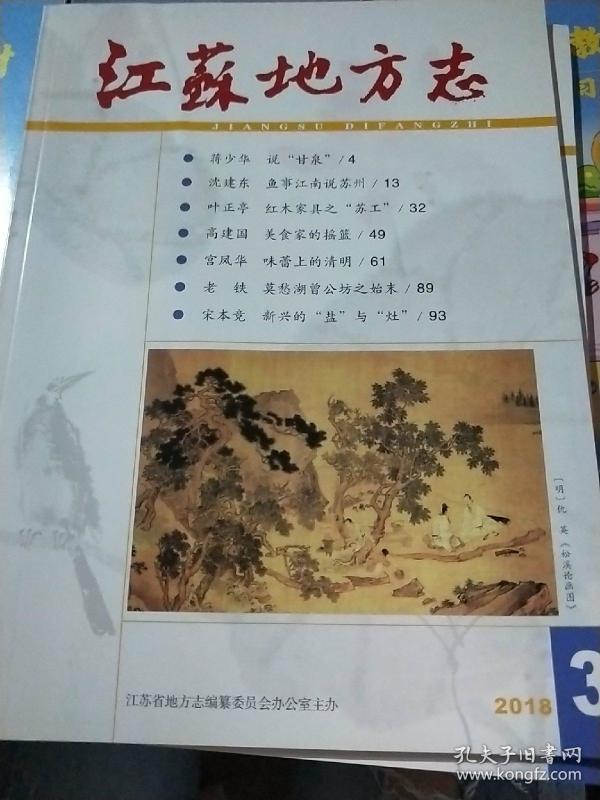 江蘇地方志
JIANGSU DIFANGZHI
● 蒋少华 说“甘泉” / 4
● 沈建东 鱼事江南说苏州 / 13
● 叶正亭 红木家具之“苏工” / 32
● 高建国 美食家的摇篮 / 49
● 宫凤华 味蕾上的清明 / 61
● 老铁 莫愁湖曾公坊之始末 / 89
● 宋本竞 新兴的“盐”与“灶” / 93
〔明〕仇英《松溪论画图》
江苏省地方志编纂委员会办公室主办
2018 3
教
习
孔夫子旧书网
www.kongfz.com